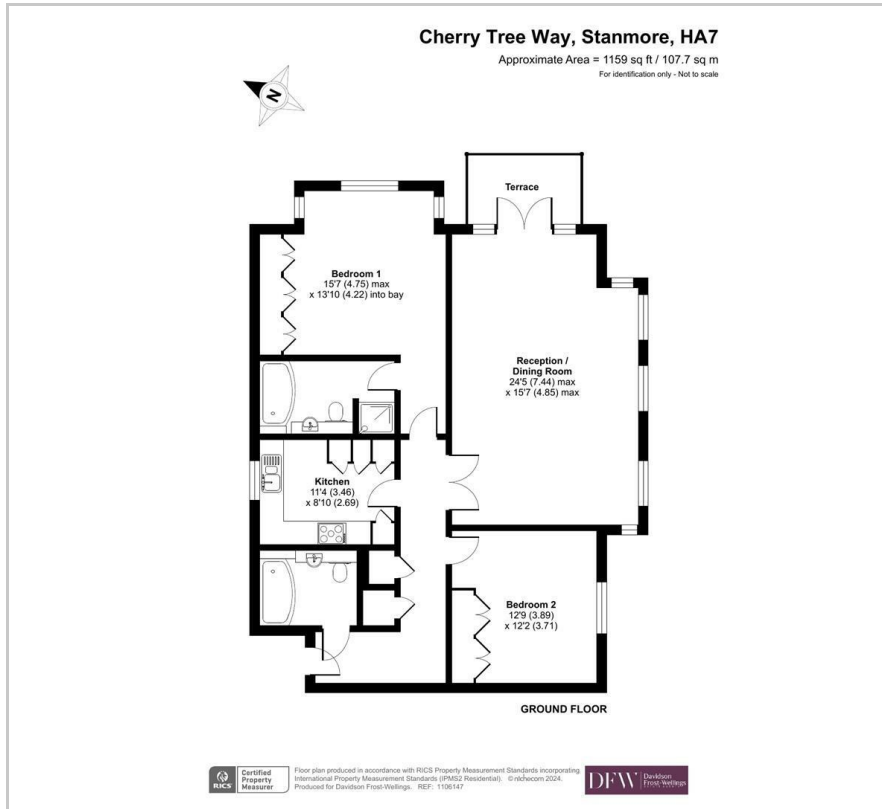 Cherry Tree Way, Stanmore, HA7
Approximate Area = 1159 sq ft / 107.7 sq m
For identification only - Not to scale
N
Terrace
Bedroom 1
15'7 (4.75) max
x 13'10 (4.22) into bay
Reception /
Dining Room
24'5 (7.44) max
x 15'7 (4.85) max
Kitchen
11'4 (3.46)
x 8'10 (2.69)
Bedroom 2
12'9 (3.89)
x 12'2 (3.71)
GROUND FLOOR
RICS
Certified
Property
Measurer
Floor plan produced in accordance with RICS Property Measurement Standards incorporating
International Property Measurement Standards (IPMS2 Residential). © nichecom 2024.
Produced for Davidson Frost-Wellings. REF: 1106147
DFW
Davidson
Frost-Wellings